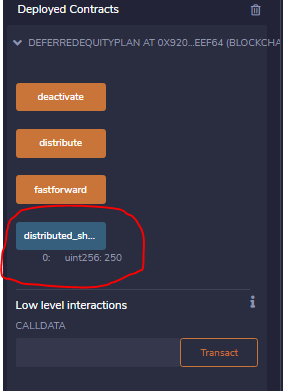 Deployed Contracts
DEFERREDEQUITYPLAN AT 0X920...EEF64 (BLOCKCHA
deactivate
distribute
fastforward
distributed_sh...
0: uint256: 250
Low level interactions
CALLDATA
Transact